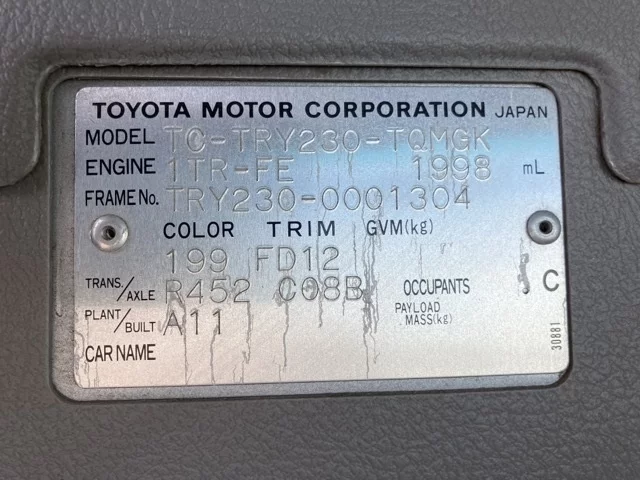 TOYOTA MOTOR CORPORATION JAPAN
MODEL TC-TRY230-TQMGK
ENGINE 1TR-FE 1998 mL
FRAME No. TRY230-0001304
COLOR TRIM GVM(kg)
199 FD12
TRANS./AXLE R452 C08B OCCUPANTS C
PLANT/BUILT A11 PAYLOAD MASS(kg)
CAR NAME
30881